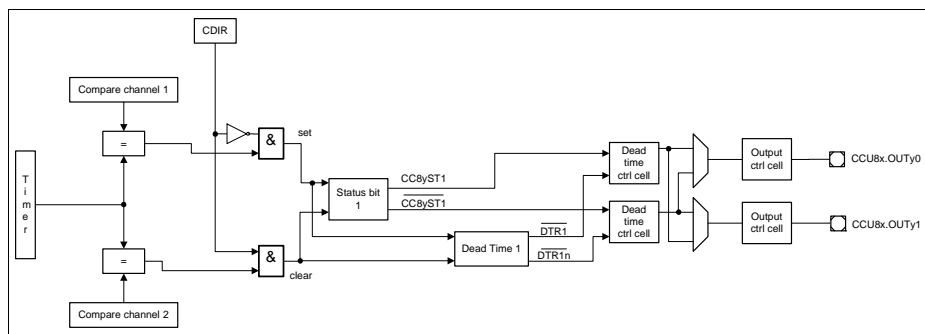 CDIR
Compare channel 1
=
&
set
Timer
Status bit
1
CC8yST1
CC8yST1
Dead
time
ctrl cell
Output
ctrl cell
CCU8x.OUTy0
Dead
time
ctrl cell
Output
ctrl cell
CCU8x.OUTy1
Dead Time 1
DTR1
DTR1n
=
&
clear
Compare channel 2